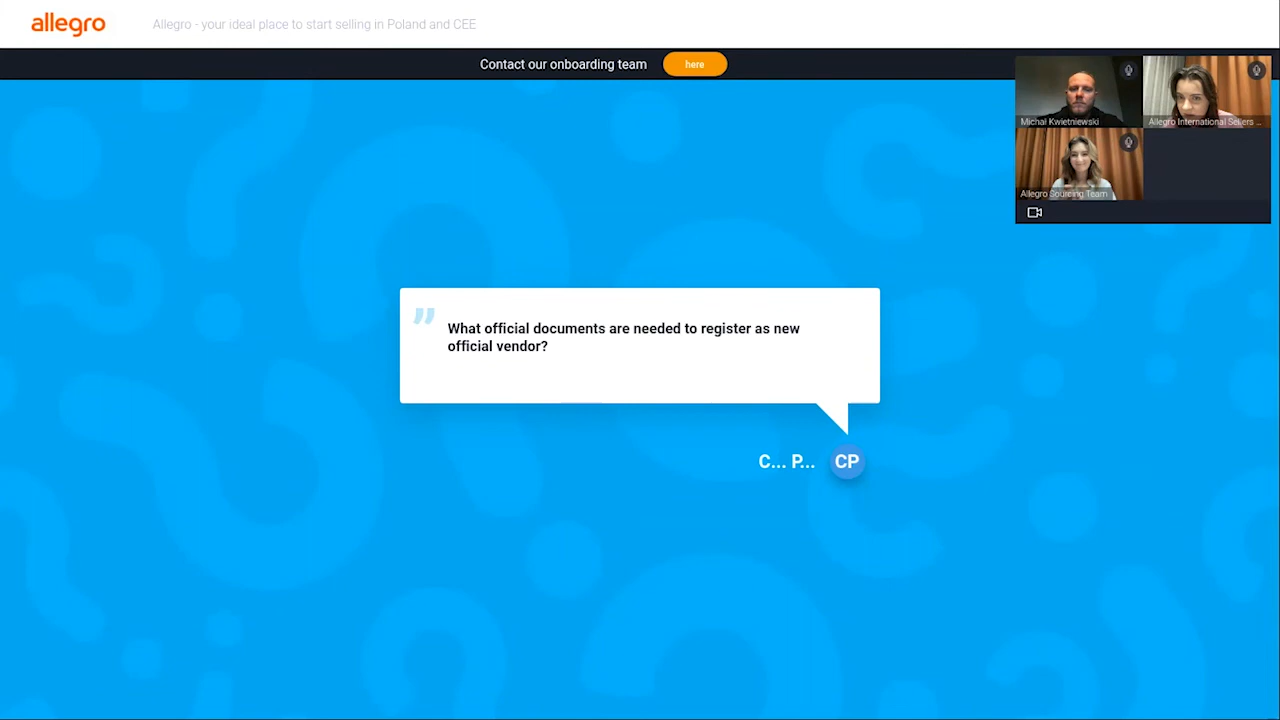 allegro
Allegro - your ideal place to start selling in Poland and CEE
Contact our onboarding team
here
Michał Kwietniewski
Allegro International Sellers ...
Allegro Sourcing Team
What official documents are needed to register as new
official vendor?
C... P...
CP